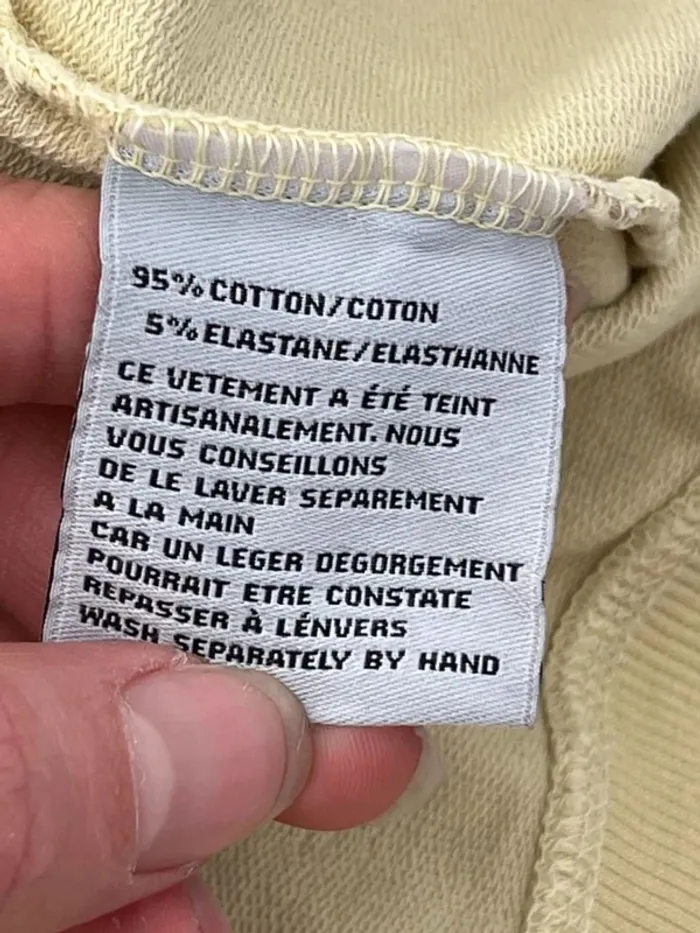 95% COTTON/COTON
5% ELASTANE/ELASTHANNE
CE VETEMENT A ÉTÉ TEINT
ARTISANALEMENT. NOUS
VOUS CONSEILLONS
DE LE LAVER SEPAREMENT
A LA MAIN
CAR UN LEGER DEGORGEMENT
POURRAIT ETRE CONSTATE
REPASSER À LÉNVERS
WASH SEPARATELY BY HAND